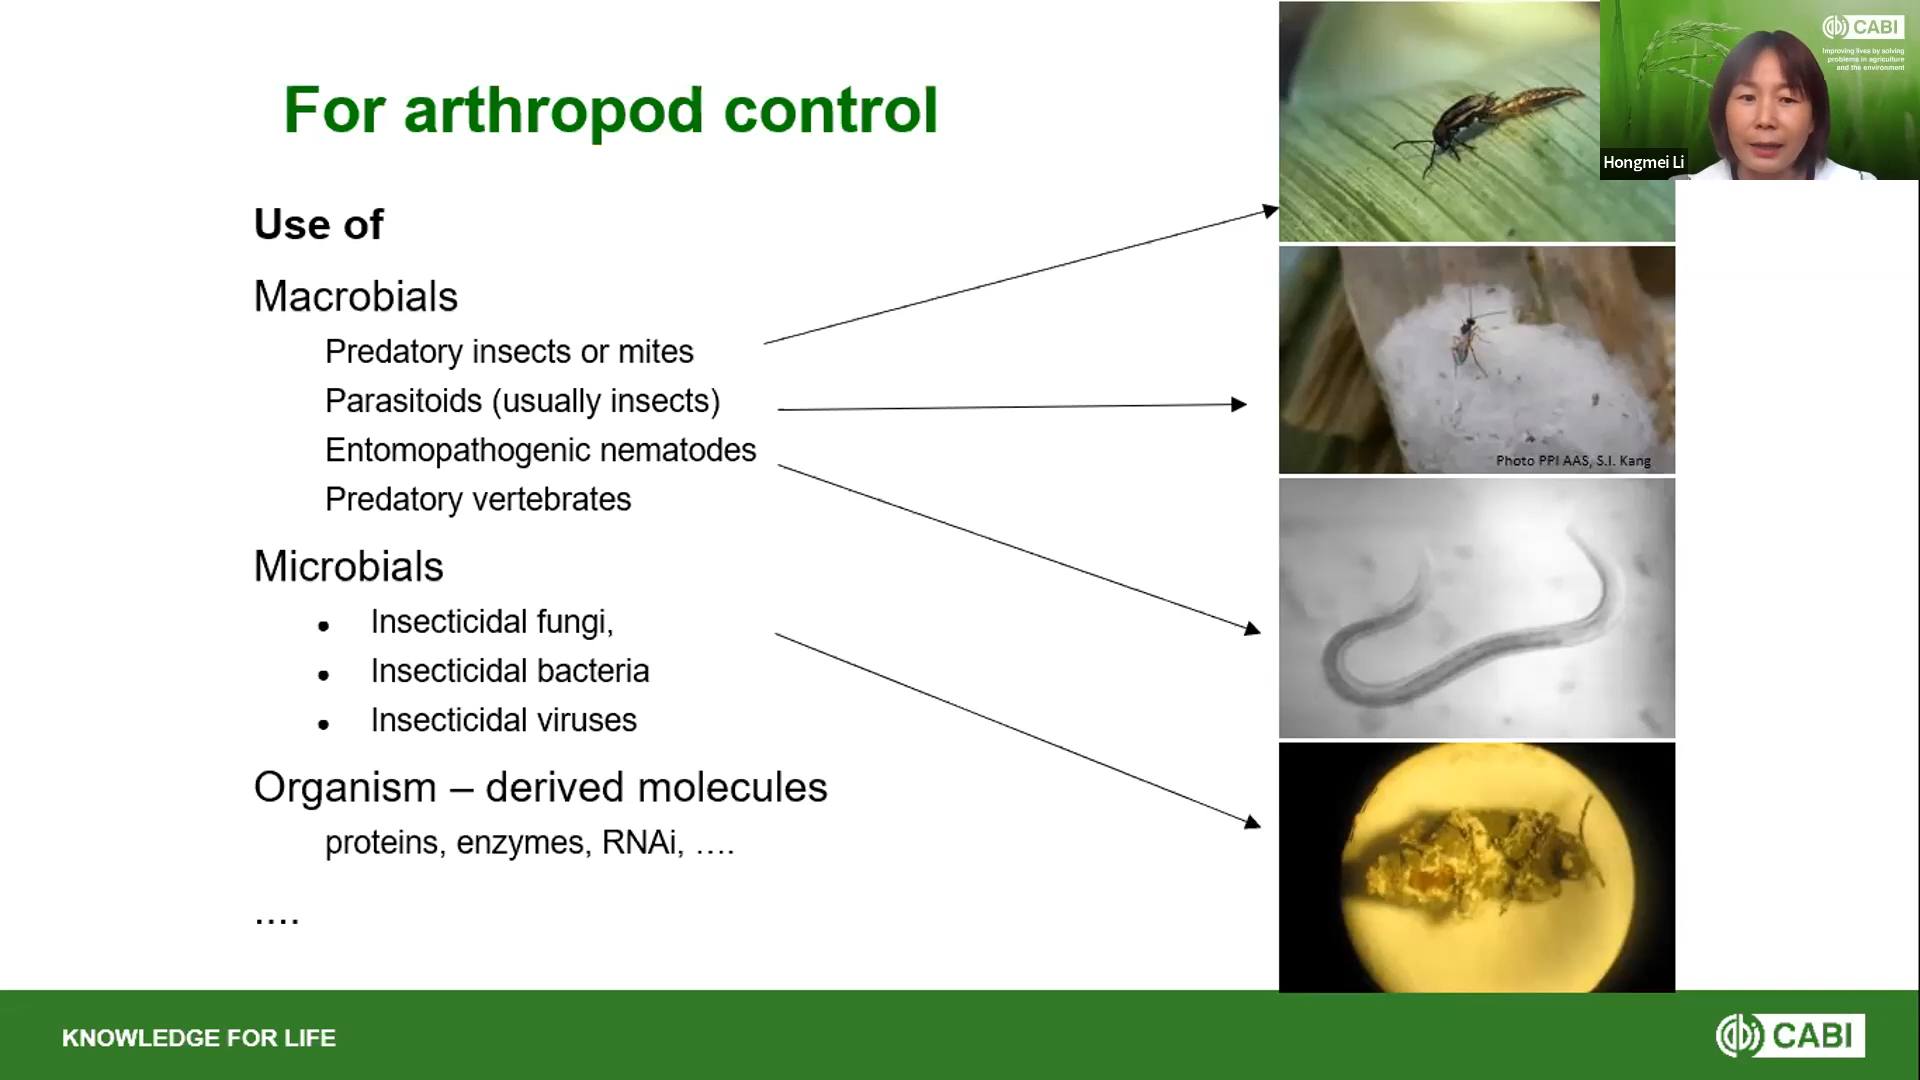 For arthropod control
Use of
Macrobials
Predatory insects or mites
Parasitoids (usually insects)
Entomopathogenic nematodes
Predatory vertebrates
Microbials
• Insecticidal fungi,
• Insecticidal bacteria
• Insecticidal viruses
Organism – derived molecules
proteins, enzymes, RNAi, ....
....
Photo PPI AAS, S.I. Kang
CABI
Improving lives by solving
problems in agriculture
and the environment
Hongmei Li
KNOWLEDGE FOR LIFE
CABI